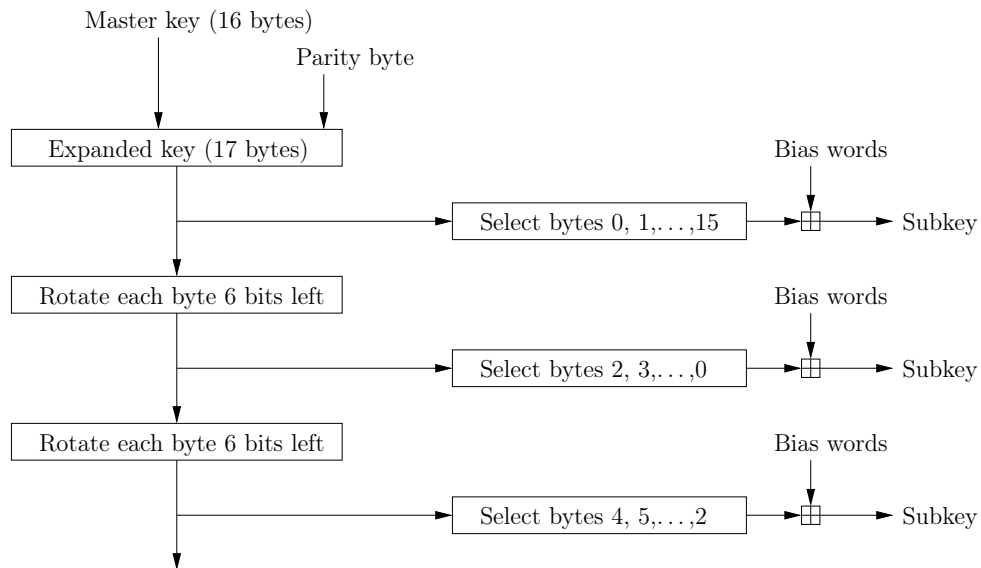 Master key (16 bytes)
Parity byte
Expanded key (17 bytes)
Bias words
Select bytes 0, 1,...,15
Subkey
Rotate each byte 6 bits left
Bias words
Select bytes 2, 3,...,0
Subkey
Rotate each byte 6 bits left
Bias words
Select bytes 4, 5,...,2
Subkey